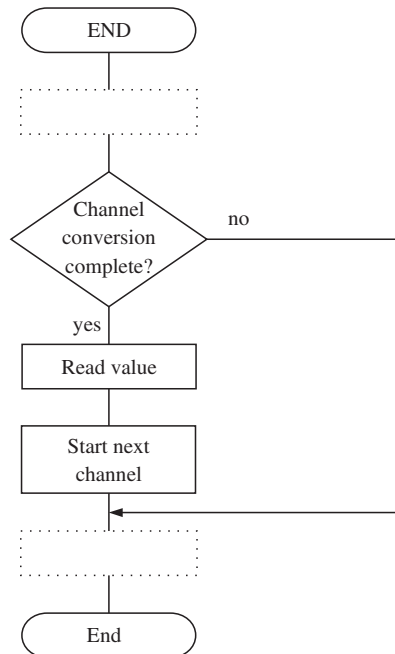 END
Channel
conversion
complete?
no
yes
Read value
Start next
channel
End